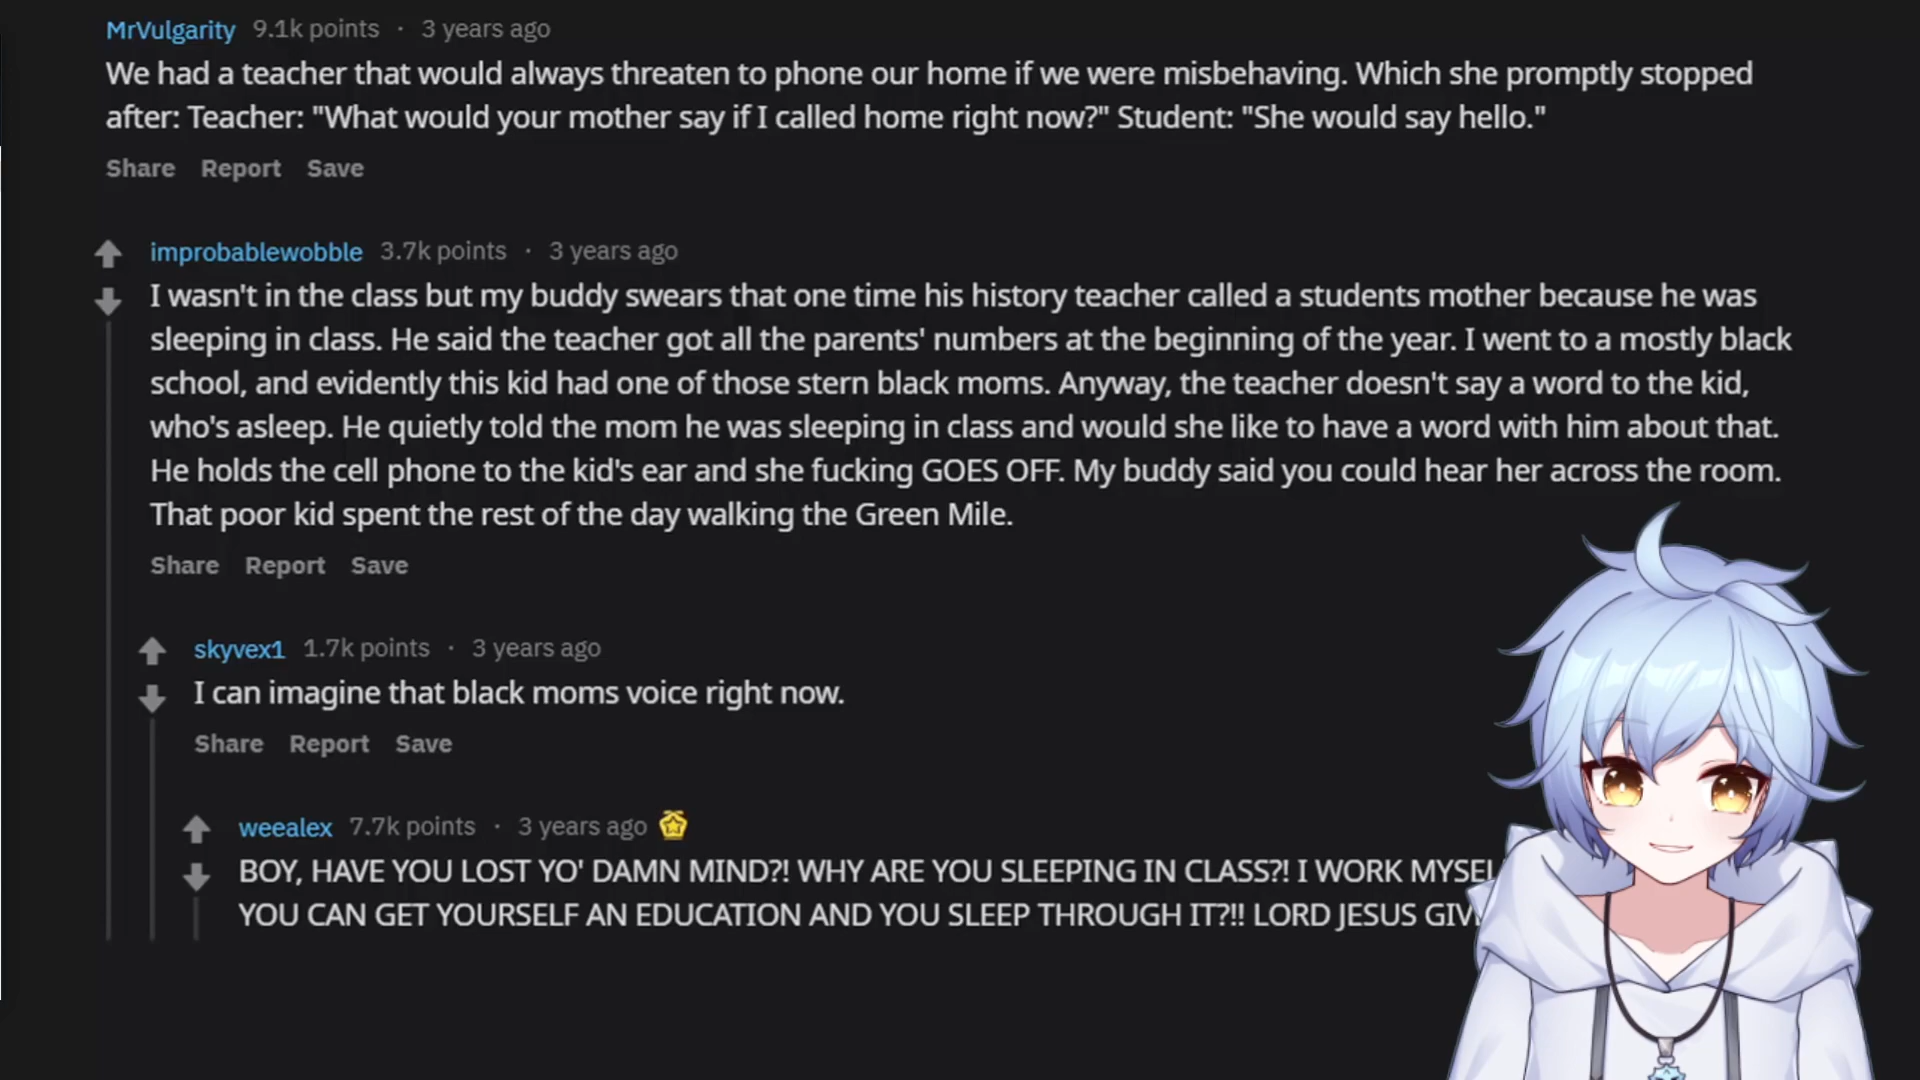 MrVulgarity 9.1k points · 3 years ago
We had a teacher that would always threaten to phone our home if we were misbehaving. Which she promptly stopped
after: Teacher: "What would your mother say if I called home right now?" Student: "She would say hello."
Share Report Save
improbablewobble 3.7k points · 3 years ago
I wasn't in the class but my buddy swears that one time his history teacher called a students mother because he was
sleeping in class. He said the teacher got all the parents' numbers at the beginning of the year. I went to a mostly black
school, and evidently this kid had one of those stern black moms. Anyway, the teacher doesn't say a word to the kid,
who's asleep. He quietly told the mom he was sleeping in class and would she like to have a word with him about that.
He holds the cell phone to the kid's ear and she fucking GOES OFF. My buddy said you could hear her across the room.
That poor kid spent the rest of the day walking the Green Mile.
Share Report Save
skyvex1 1.7k points · 3 years ago
I can imagine that black moms voice right now.
Share Report Save
weealex 7.7k points · 3 years ago
BOY, HAVE YOU LOST YO' DAMN MIND?! WHY ARE YOU SLEEPING IN CLASS?! I WORK
YOU CAN GET YOURSELF AN EDUCATION AND YOU SLEEP THROUGH IT?!! LORD JESUS